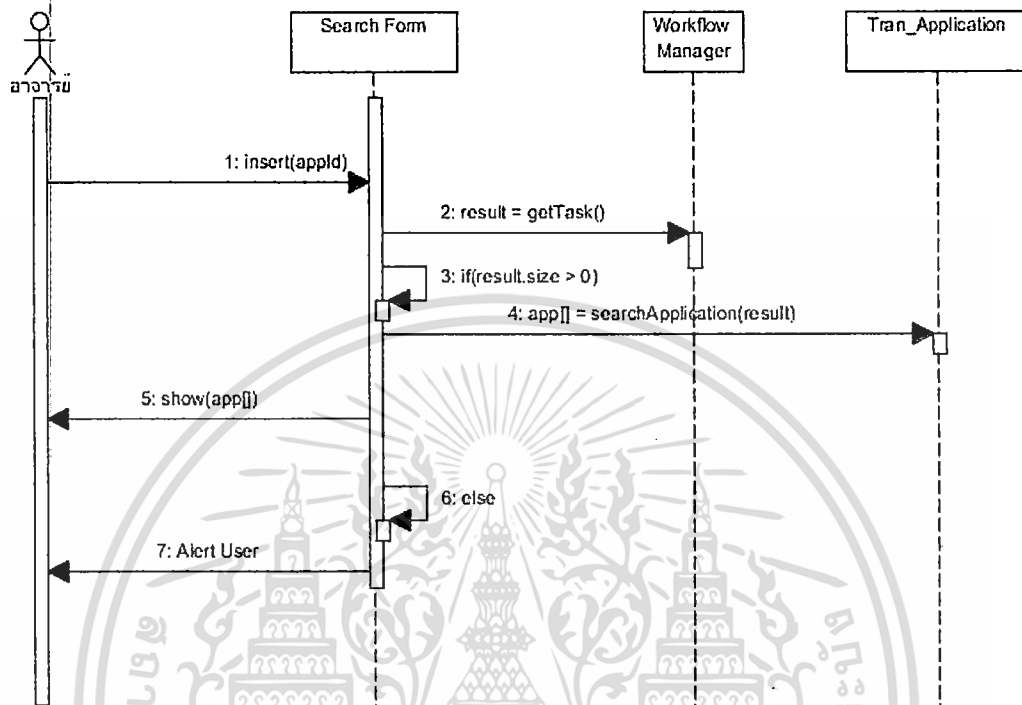 Search Form
Workflow
Manager
Tran_Application
อาจารย์
1: insert(appId)
2: result = getTask()
3: if(result.size > 0)
4: app[] = searchApplication(result)
5: show(app[])
6: else
7: Alert User